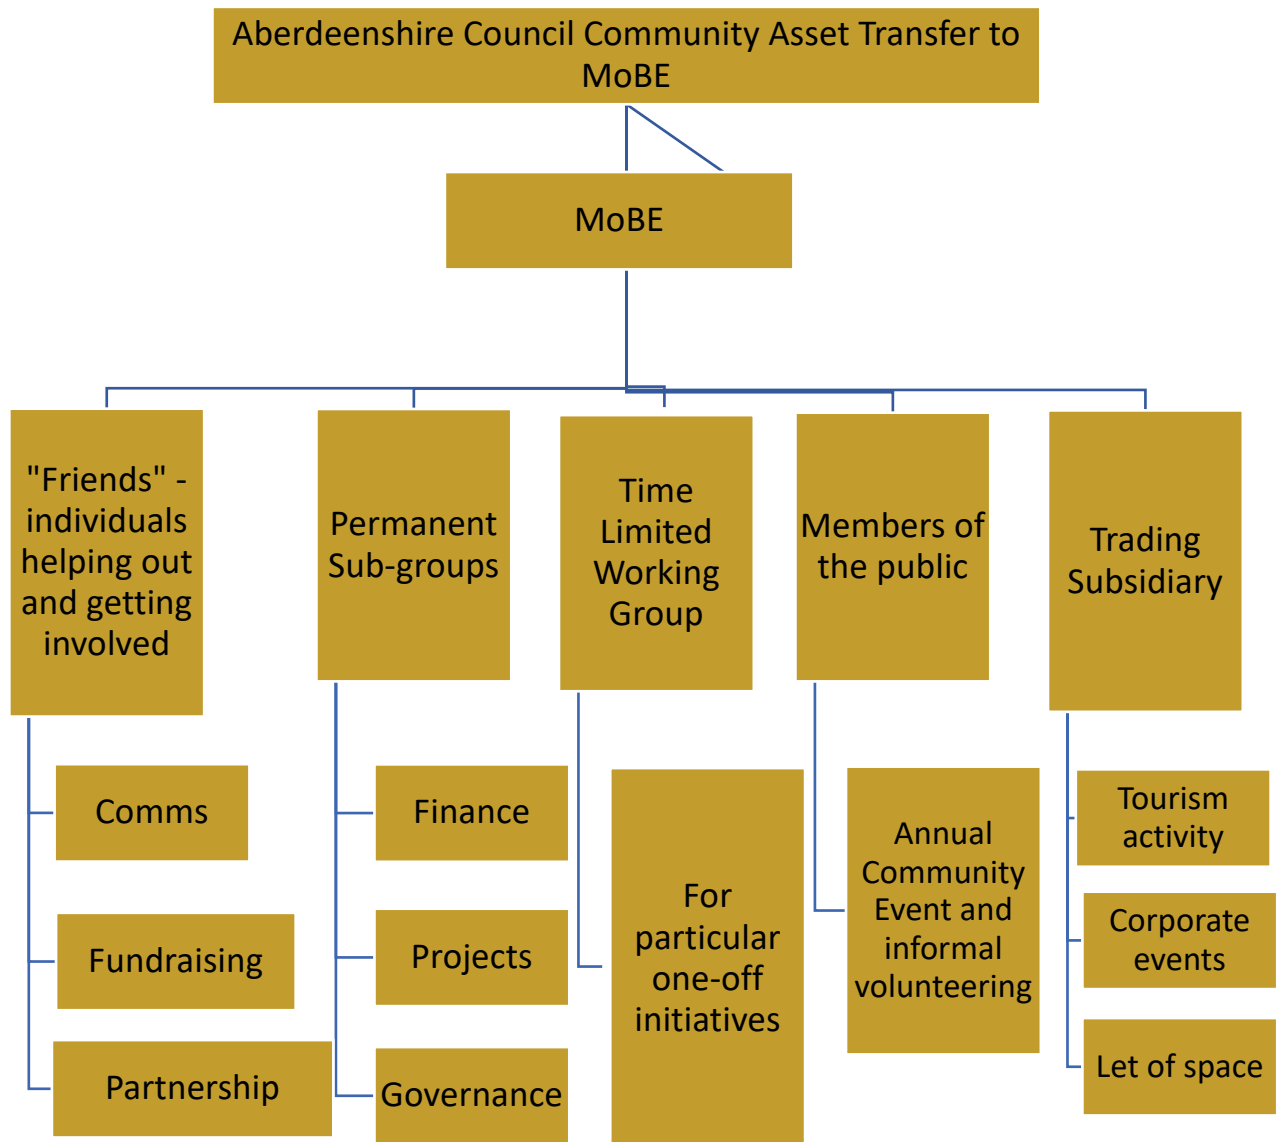 Aberdeenshire Council Community Asset Transfer to
MoBE
MoBE
"Friends" -
individuals
helping out
and getting
involved
Comms
Fundraising
Partnership
Permanent
Sub-groups
Finance
Projects
Governance
Time
Limited
Working
Group
For
particular
one-off
initiatives
Members of
the public
Annual
Community
Event and
informal
volunteering
Trading
Subsidiary
Tourism
activity
Corporate
events
Let of space